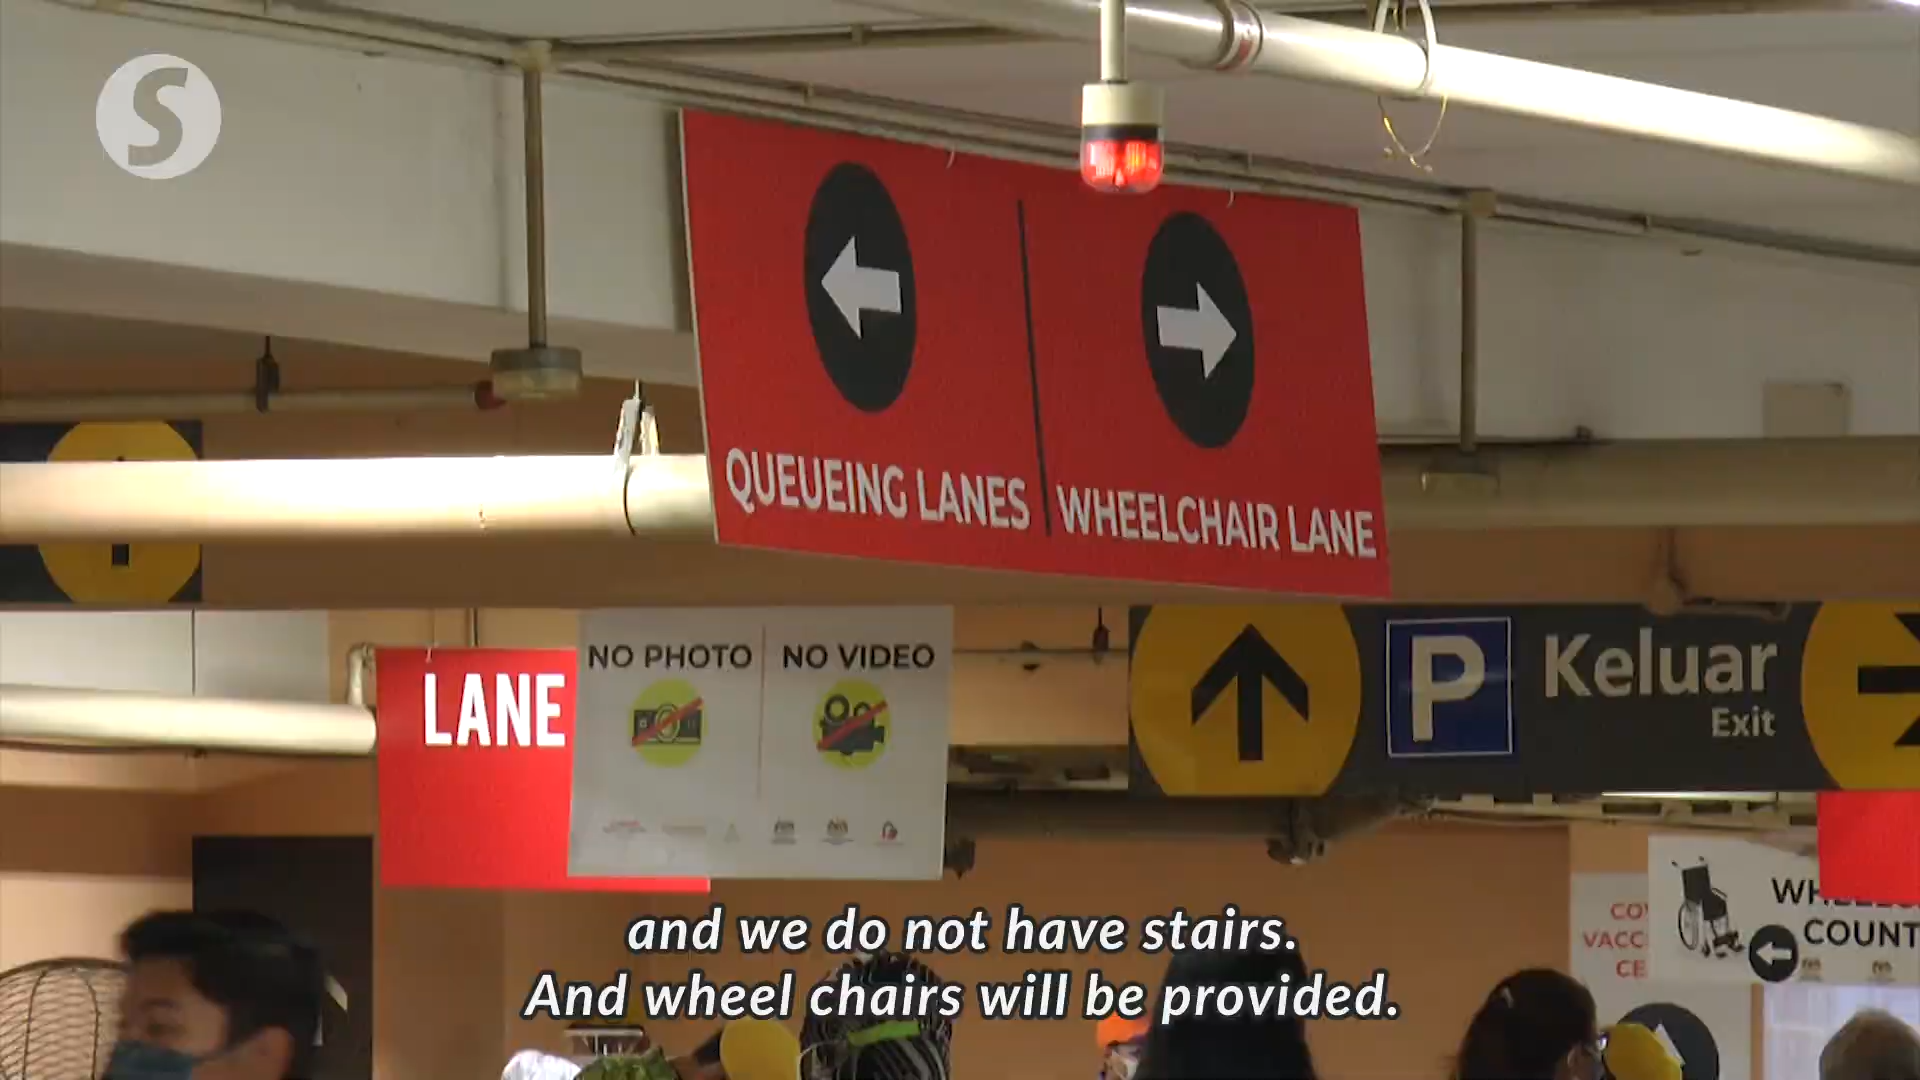 S
QUEUEING LANES
WHEELCHAIR LANE
LANE
NO PHOTO
NO VIDEO
P
Keluar
Exit
COUNT
and we do not have stairs.
And wheel chairs will be provided.